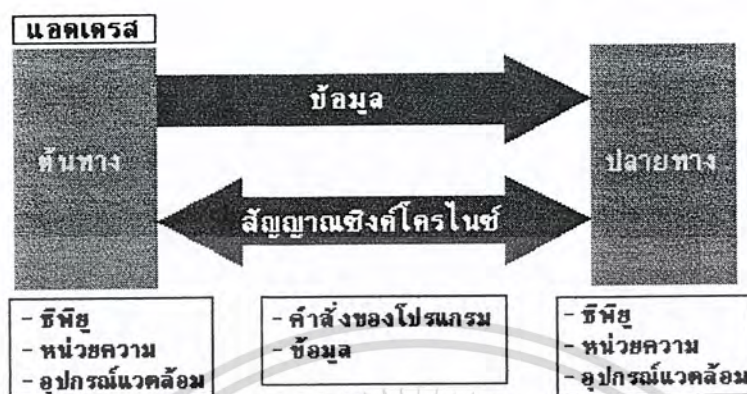 แอดเดรส
ข้อมูล
ต้นทาง
ปลายทาง
สัญญาณซิงค์โครไนซ์
- ซีพียู
- หน่วยความ
- อุปกรณ์แวดล้อม
- คำสั่งของโปรแกรม
- ข้อมูล
- ซีพียู
- หน่วยความ
- อุปกรณ์แวดล้อม